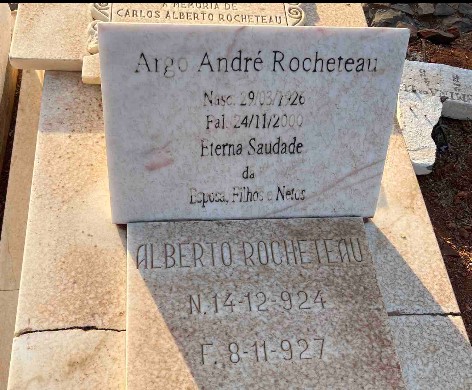 A MEMORIA DE
CARLOS ALBERTO ROCHETEAU
Argo André Rocheteau
Nasc. 29/03/1926
Fal. 24/11/2000
Eterna Saudade
da
Esposa, Filhos e Netos
ALBERTO ROCHETEAU
N. 14-12-924
F. 8-11-927